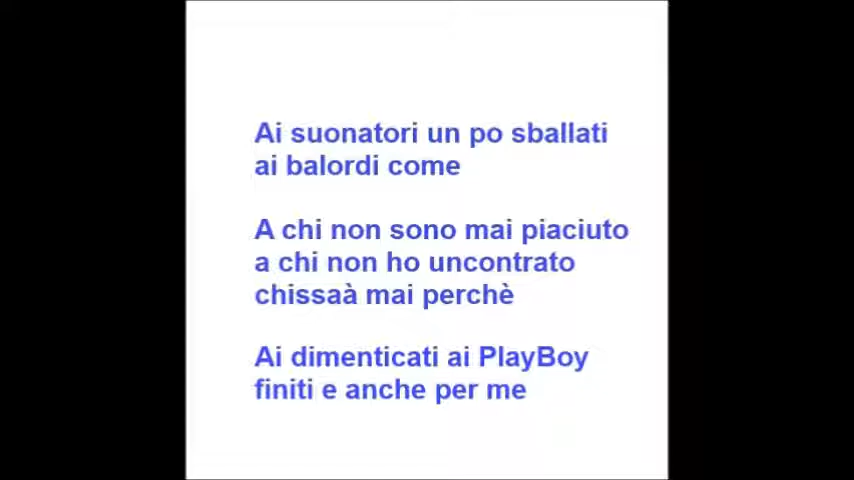 Ai suonatori un po sballati
ai balordi come
A chi non sono mai piaciuto
a chi non ho uncontrato
chissaà mai perchè
Ai dimenticati ai PlayBoy
finiti e anche per me